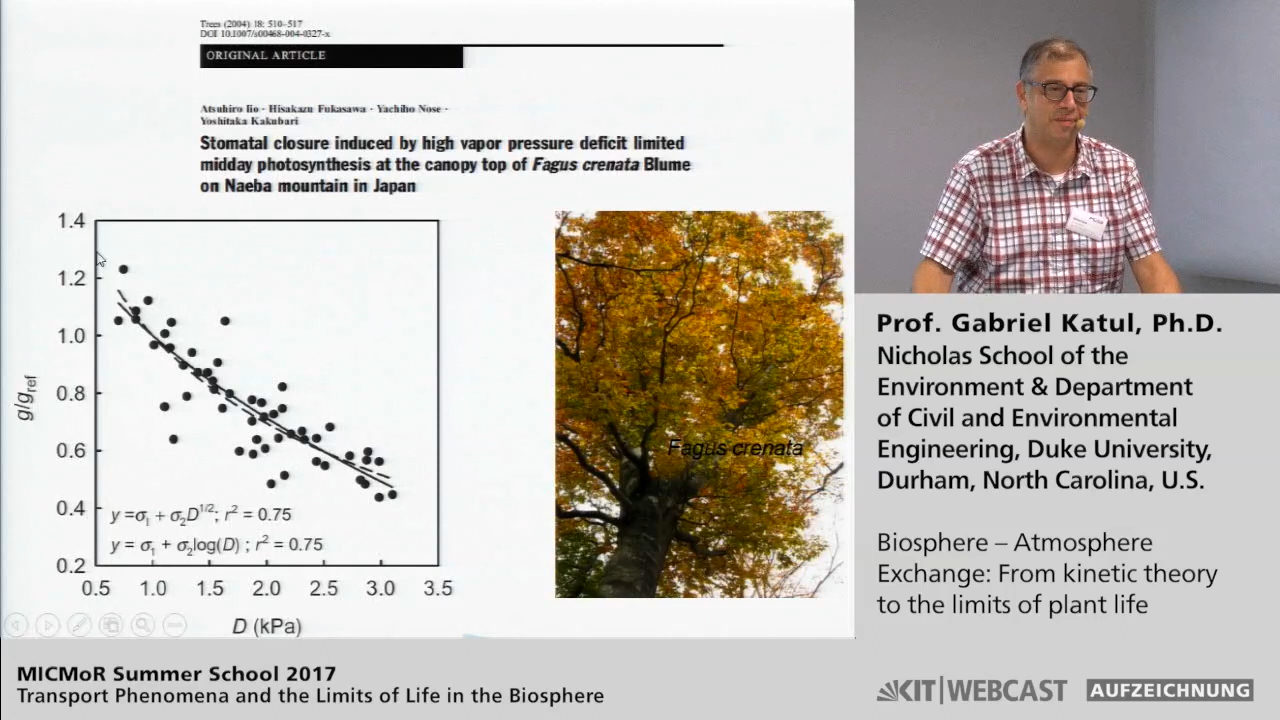 Trees (2004) 18: 510–517
DOI 10.1007/s00468-004-0327-x
ORIGINAL ARTICLE
Atsuhiro Iio · Hisakazu Fukasawa · Yachiho Nose ·
Yoshitaka Kakubari
Stomatal closure induced by high vapor pressure deficit limited
midday photosynthesis at the canopy top of Fagus crenata Blume
on Naeba mountain in Japan
1.4
1.2
1.0
0.8
0.6
0.4
0.2
g/gref
y =σ1 + σ2D1/2; r2 = 0.75
y = σ1 + σ2log(D) ; r2 = 0.75
0.5 1.0 1.5 2.0 2.5 3.0 3.5
D (kPa)
Fagus crenata
Prof. Gabriel Katul, Ph.D.
Nicholas School of the
Environment & Department
of Civil and Environmental
Engineering, Duke University,
Durham, North Carolina, U.S.
Biosphere – Atmosphere
Exchange: From kinetic theory
to the limits of plant life
MICMoR Summer School 2017
Transport Phenomena and the Limits of Life in the Biosphere
KIT|WEBCAST AUFZEICHNUNG